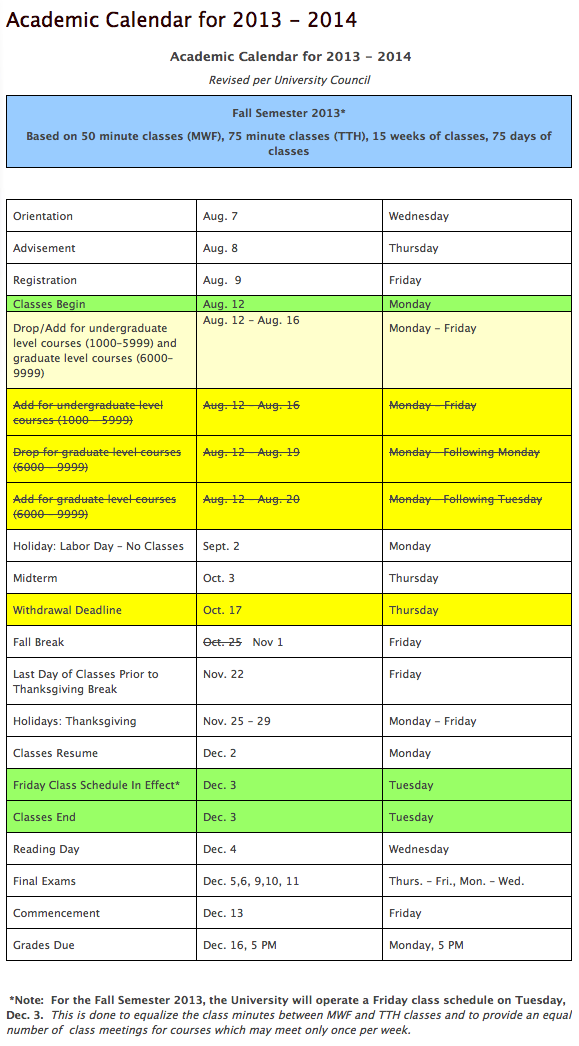 Academic Calendar for 2013 – 2014
Academic Calendar for 2013 – 2014
Revised per University Council
Fall Semester 2013*
Based on 50 minute classes (MWF), 75 minute classes (TTH), 15 weeks of classes, 75 days of
classes
Orientation Aug. 7 Wednesday
Advisement Aug. 8 Thursday
Registration Aug.  9 Friday
Classes Begin Aug. 12 Monday
Drop/Add for undergraduate Aug. 12 – Aug. 16 Monday – Friday
level courses (1000–5999) and
graduate level courses (6000–
9999)
Add for undergraduate level Aug. 12 – Aug. 16 Monday – Friday
courses (1000 – 5999)
Drop for graduate level courses Aug. 12 – Aug. 19 Monday – Following Monday
(6000 – 9999)
Add for graduate level courses Aug. 12 – Aug. 20 Monday – Following Tuesday
(6000 – 9999)
Holiday: Labor Day – No Classes Sept. 2 Monday
Midterm Oct. 3 Thursday
Withdrawal Deadline Oct. 17 Thursday
Fall Break Oct. 25 Nov 1 Friday
Last Day of Classes Prior to Nov. 22 Friday
Thanksgiving Break
Holidays: Thanksgiving Nov. 25 – 29 Monday – Friday
Classes Resume Dec. 2 Monday
Friday Class Schedule In Effect* Dec. 3 Tuesday
Classes End Dec. 3 Tuesday
Reading Day Dec. 4 Wednesday
Final Exams Dec. 5,6, 9,10, 11 Thurs. – Fri., Mon. – Wed.
Commencement Dec. 13 Friday
Grades Due Dec. 16, 5 PM Monday, 5 PM
*Note:  For the Fall Semester 2013, the University will operate a Friday class schedule on Tuesday,
Dec. 3.  This is done to equalize the class minutes between MWF and TTH classes and to provide an equal
number of  class meetings for courses which may meet only once per week.